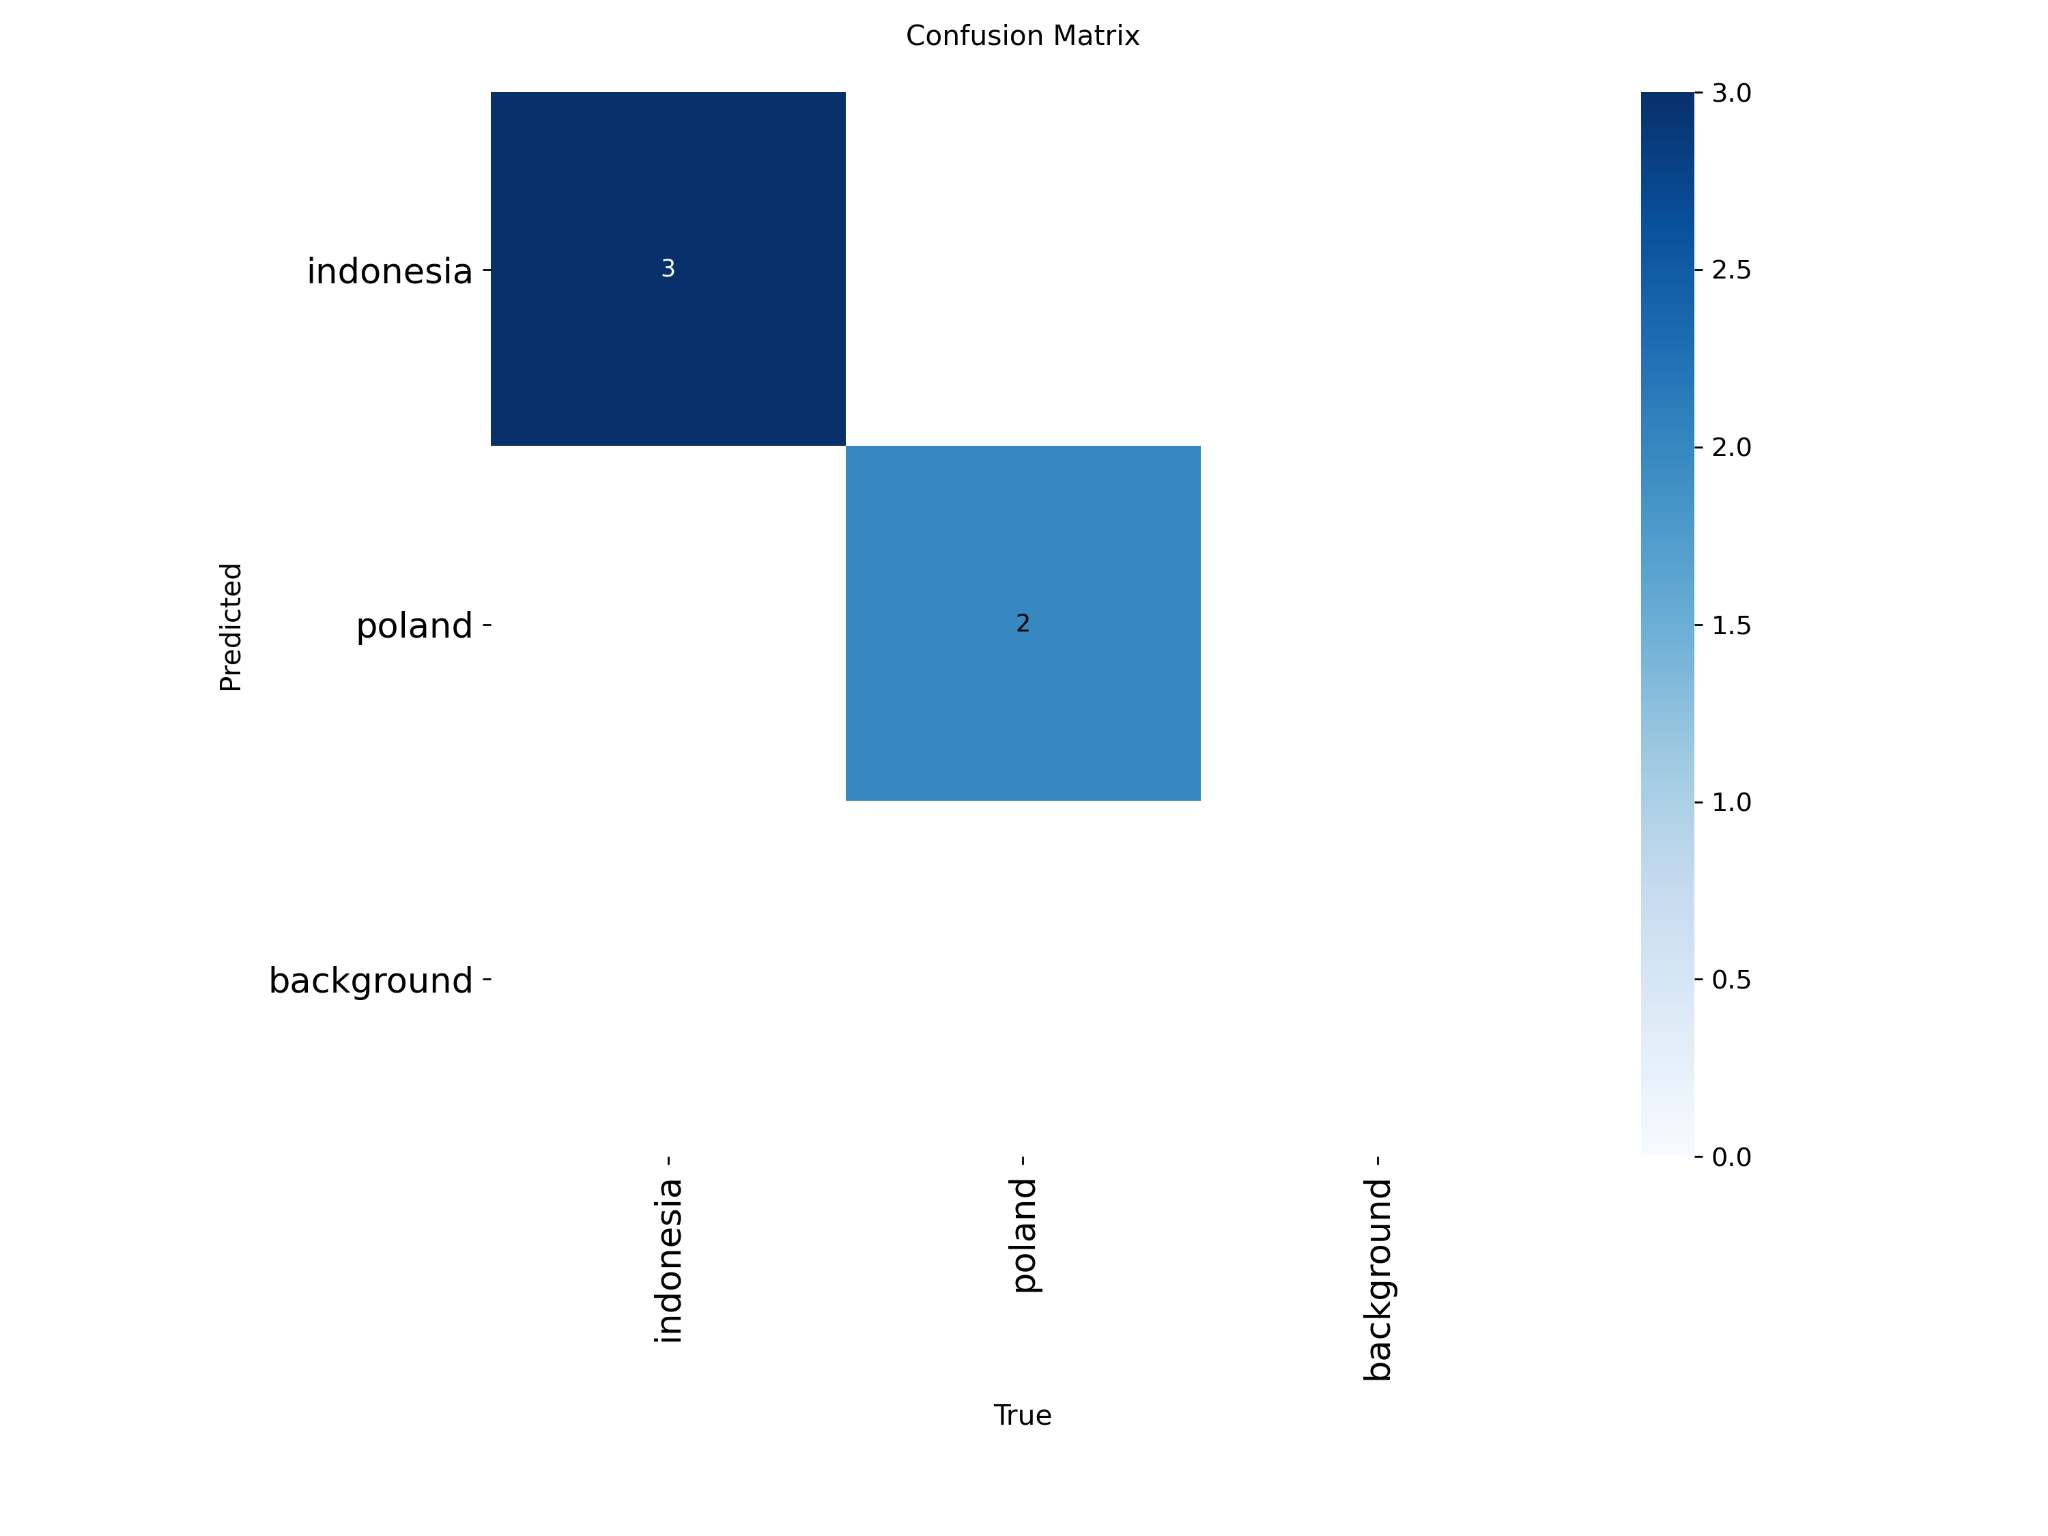 Confusion Matrix
indonesia
3
poland
2
background
Predicted
indonesia
poland
background
True
3.0
2.5
2.0
1.5
1.0
0.5
0.0